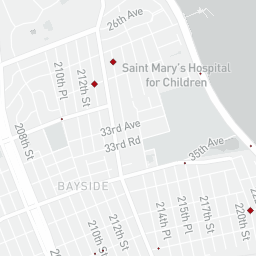 26th Ave
Saint Mary's Hospital
for Children
210th Pl
212th St
208th St
33rd Ave
33rd Rd
35th Ave
BAYSIDE
211th St
212th St
214th Pl
215th Pl
217th St
220th St